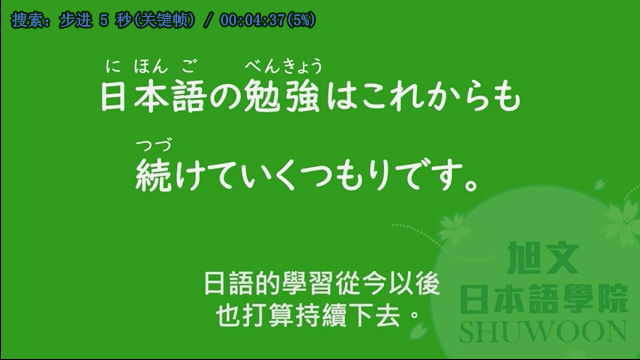 搜索: 步进 5 秒(关键帧) / 00:04:37(5%)
に ほん ご べんきょう
日本語の勉強はこれからも
つづ
続けていくつもりです。
日語的學習從今以後
也打算持續下去。
旭文
日本語學院
SHUWOON